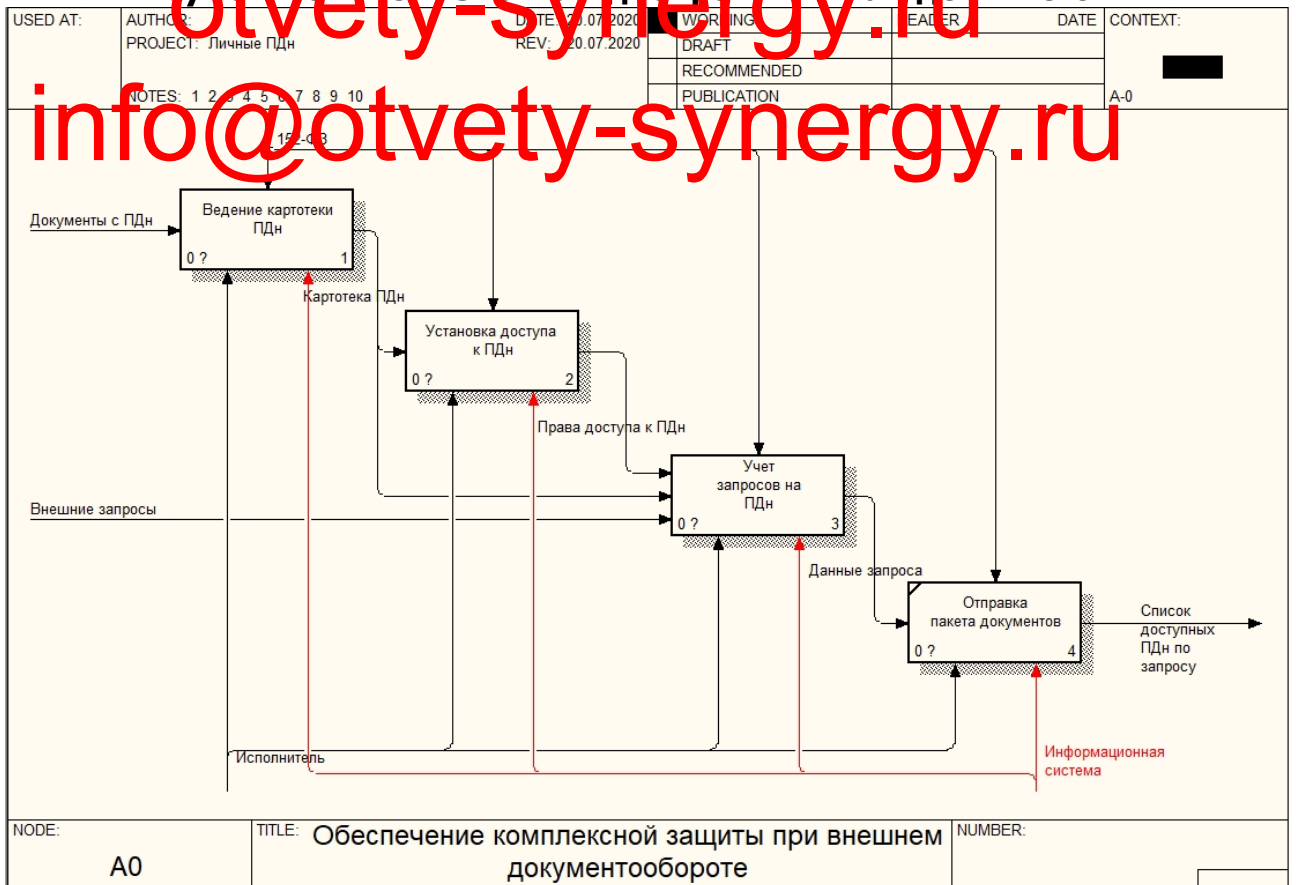 otvety-synergy.ru
info@otvety-synergy.ru
USED AT:
AUTHOR:
DATE: 20.07.2020
WORKING
READER
DATE
CONTEXT:
PROJECT: Личные ПДн
REV: 20.07.2020
DRAFT
RECOMMENDED
NOTES: 1 2 3 4 5 6 7 8 9 10
PUBLICATION
A-0
152-ФЗ
Документы с ПДн
Ведение картотеки
ПДн
0 ?
1
Картотека ПДн
Установка доступа
к ПДн
0 ?
2
Права доступа к ПДн
Внешние запросы
Учет
запросов на
ПДн
0 ?
3
Данные запроса
Отправка
пакета документов
0 ?
4
Список
доступных
ПДн по
запросу
Исполнитель
Информационная
система
NODE:
A0
TITLE: Обеспечение комплексной защиты при внешнем
документообороте
NUMBER: